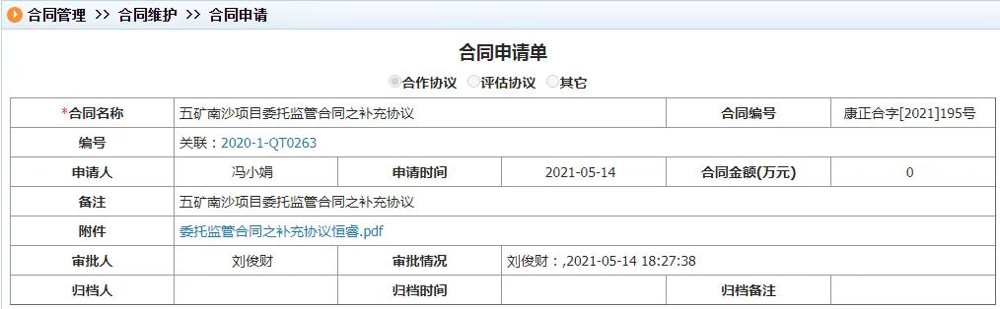 合同管理 >> 合同维护 >> 合同申请
合同申请单
合作协议 评估协议 其它
*合同名称 五矿南沙项目委托监管合同之补充协议 合同编号 康正合字[2021]195号
编号 关联：2020-1-QT0263
申请人 冯小娟 申请时间 2021-05-14 合同金额(万元) 0
备注 五矿南沙项目委托监管合同之补充协议
附件 委托监管合同之补充协议恒睿.pdf
审批人 刘俊财 审批情况 刘俊财：,2021-05-14 18:27:38
归档人 归档时间 归档备注